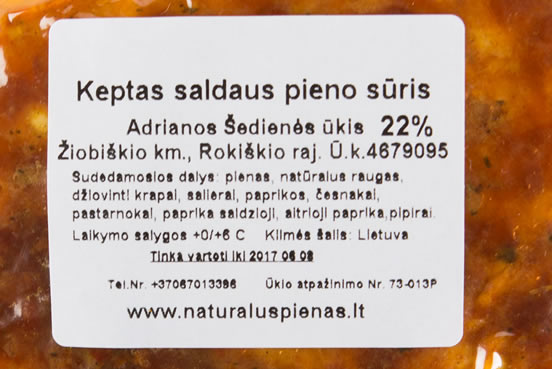 Keptas saldaus pieno sūris
Adrianos Šedienės ūkis 22%
Žiobiškio km., Rokiškio raj. Ū.k.4679095
Sudedamosios dalys: pienas, natūralus raugas,
džiovinti krapai, salierai, paprikos, česnakai,
pastarnokai, paprika saldžioji, aitrioji paprika,pipirai.
Laikymo salygos +0/+6 C Kilmės šalis: Lietuva
Tinka vartoti iki 2017 06 08
Tel.Nr. +37067013396 Ūkio atpažinimo Nr. 73-013P
www.naturaluspienas.lt